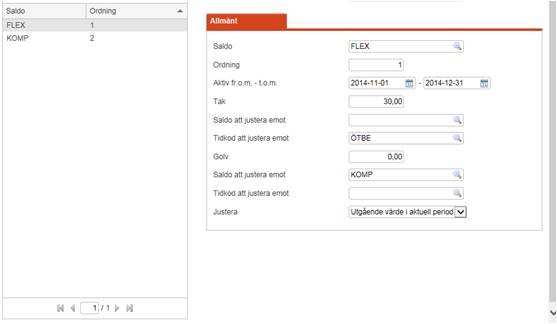 Saldo Ordning
FLEX 1
KOMP 2
1 / 1
Allmänt
Saldo FLEX
Ordning 1
Aktiv fr.o.m. - t.o.m. 2014-11-01 - 2014-12-31
Tak 30,00
Saldo att justera emot
Tidkod att justera emot ÖTBE
Golv 0,00
Saldo att justera emot KOMP
Tidkod att justera emot
Justera Utgående värde i aktuell period